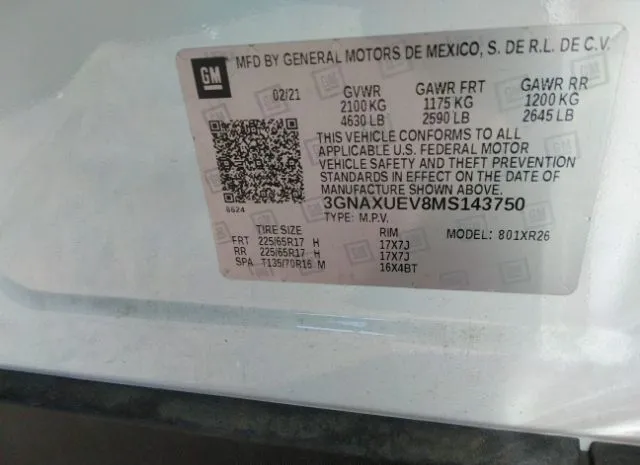 GM
MFD BY GENERAL MOTORS DE MEXICO, S. DE R.L. DE C.V.
02/21 GVWR GAWR FRT GAWR RR
2100 KG 1175 KG 1200 KG
4630 LB 2590 LB 2645 LB
THIS VEHICLE CONFORMS TO ALL
APPLICABLE U.S. FEDERAL MOTOR
VEHICLE SAFETY AND THEFT PREVENTION
STANDARDS IN EFFECT ON THE DATE OF
MANUFACTURE SHOWN ABOVE.
3GNAXUEV8MS143750
6624
TYPE: M.P.V.
TIRE SIZE RIM MODEL: 801XR26
FRT 225/65R17 H 17X7J
RR 225/65R17 H 17X7J
SPA T135/70R16 M 16X4BT